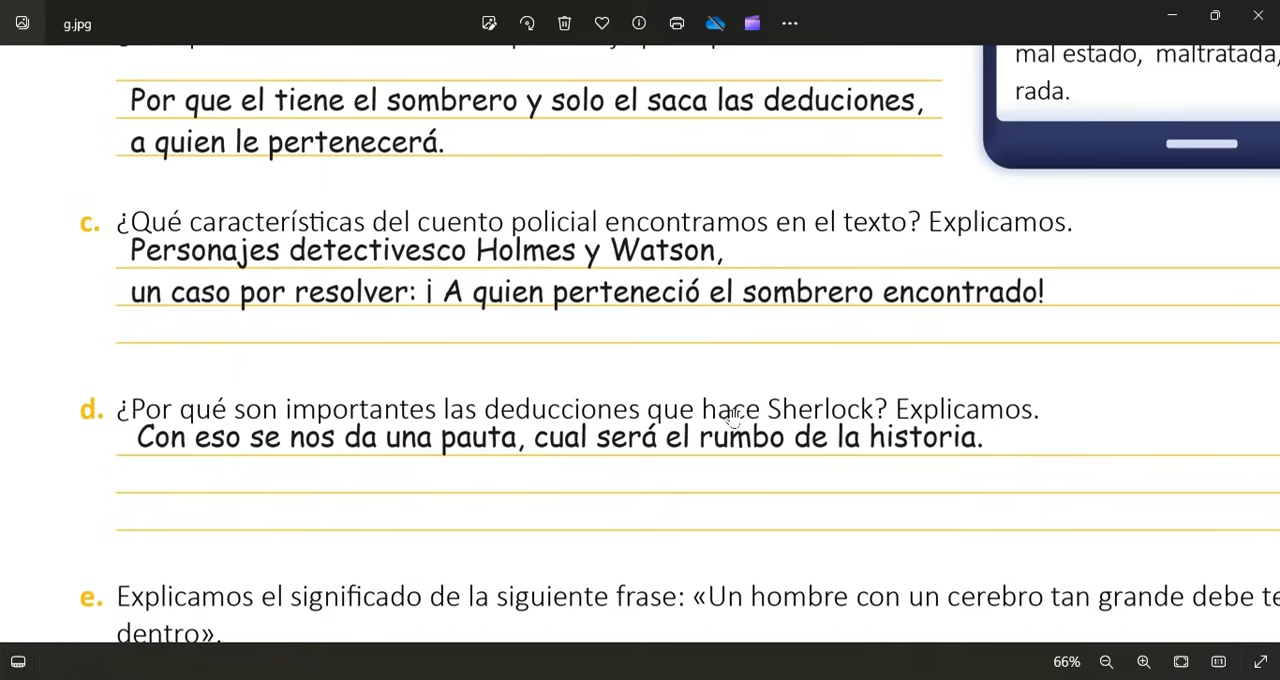 g.jpg
mal estado, maltratada,
rada.
Por que el tiene el sombrero y solo el saca las deduciones,
a quien le pertenecerá.
c. ¿Qué características del cuento policial encontramos en el texto? Explicamos.
Personajes detectivesco Holmes y Watson,
un caso por resolver: ¡ A quien perteneció el sombrero encontrado!
d. ¿Por qué son importantes las deducciones que hace Sherlock? Explicamos.
Con eso se nos da una pauta, cual será el rumbo de la historia.
e. Explicamos el significado de la siguiente frase: «Un hombre con un cerebro tan grande debe te
dentro».
66%